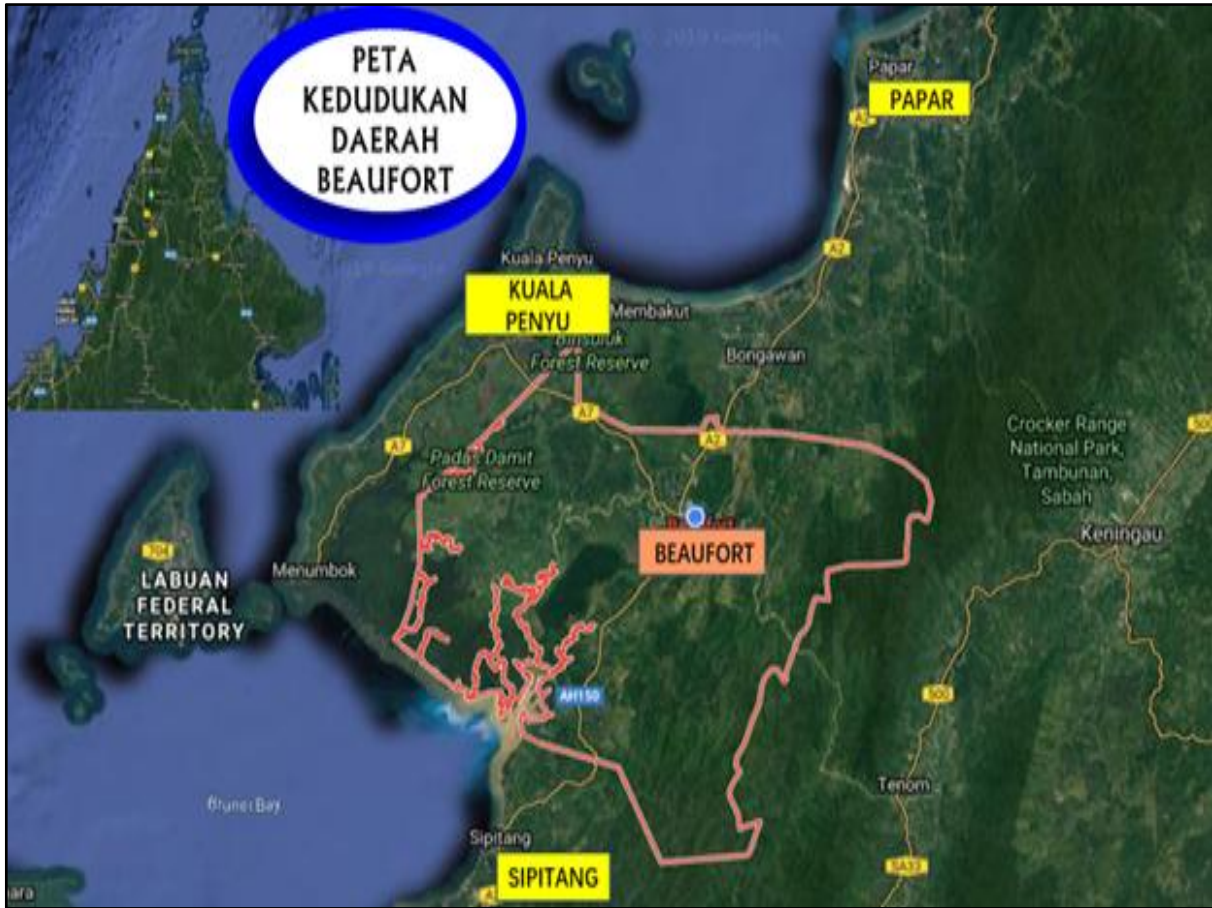 PETA
KEDUDUKAN
DAERAH
BEAUFORT
Papar
PAPAR
A2
Kuala Penyu
KUALA
PENYU
Membakut
Binsuluk
Forest Reserve
Bongawan
A7
A2
A7
Forest Reserve
Crocker Range
National Park,
Tambunan,
Sabah
Keningau
500
BEAUFORT
704
LABUAN
FEDERAL
TERRITORY
Menumbok
AH150
500
Tenom
Brunei Bay
Sipitang
SIPITANG
SA33